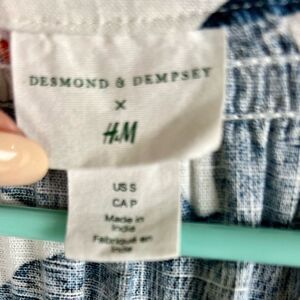 DESMOND & DEMPSEY
×
H&M
US S
CA P
Made in
India
Fabriqué en
Inde